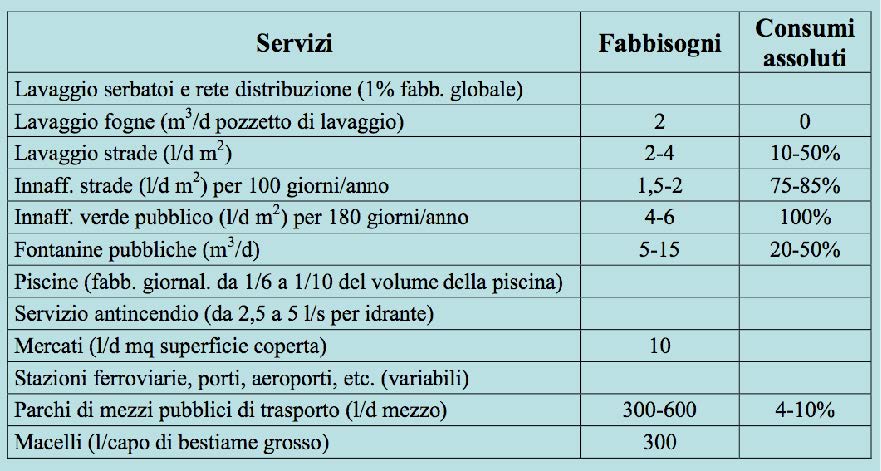 Servizi Fabbisogni Consumi assoluti
Lavaggio serbatoi e rete distribuzione (1% fabb. globale)
Lavaggio fogne (m³/d pozzetto di lavaggio) 2 0
Lavaggio strade (l/d m²) 2-4 10-50%
Innaff. strade (l/d m²) per 100 giorni/anno 1,5-2 75-85%
Innaff. verde pubblico (l/d m²) per 180 giorni/anno 4-6 100%
Fontanine pubbliche (m³/d) 5-15 20-50%
Piscine (fabb. giornal. da 1/6 a 1/10 del volume della piscina)
Servizio antincendio (da 2,5 a 5 l/s per idrante)
Mercati (l/d mq superficie coperta) 10
Stazioni ferroviarie, porti, aeroporti, etc. (variabili)
Parchi di mezzi pubblici di trasporto (l/d mezzo) 300-600 4-10%
Macelli (l/capo di bestiame grosso) 300